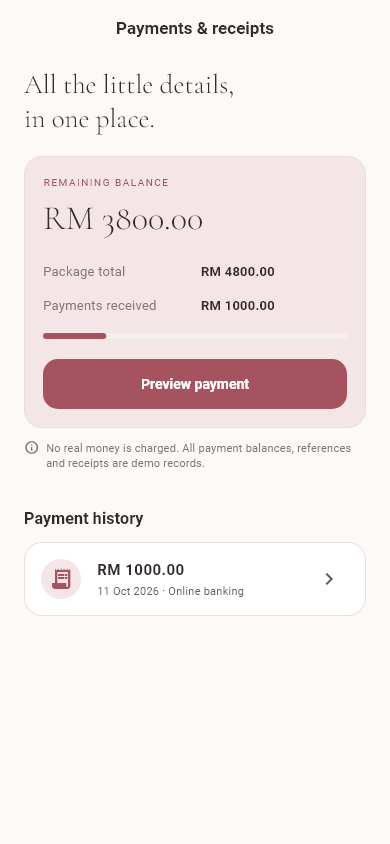 Payments & receipts
All the little details,
in one place.
REMAINING BALANCE
RM 3800.00
Package total RM 4800.00
Payments received RM 1000.00
Preview payment
No real money is charged. All payment balances, references
and receipts are demo records.
Payment history
RM 1000.00
11 Oct 2026 · Online banking